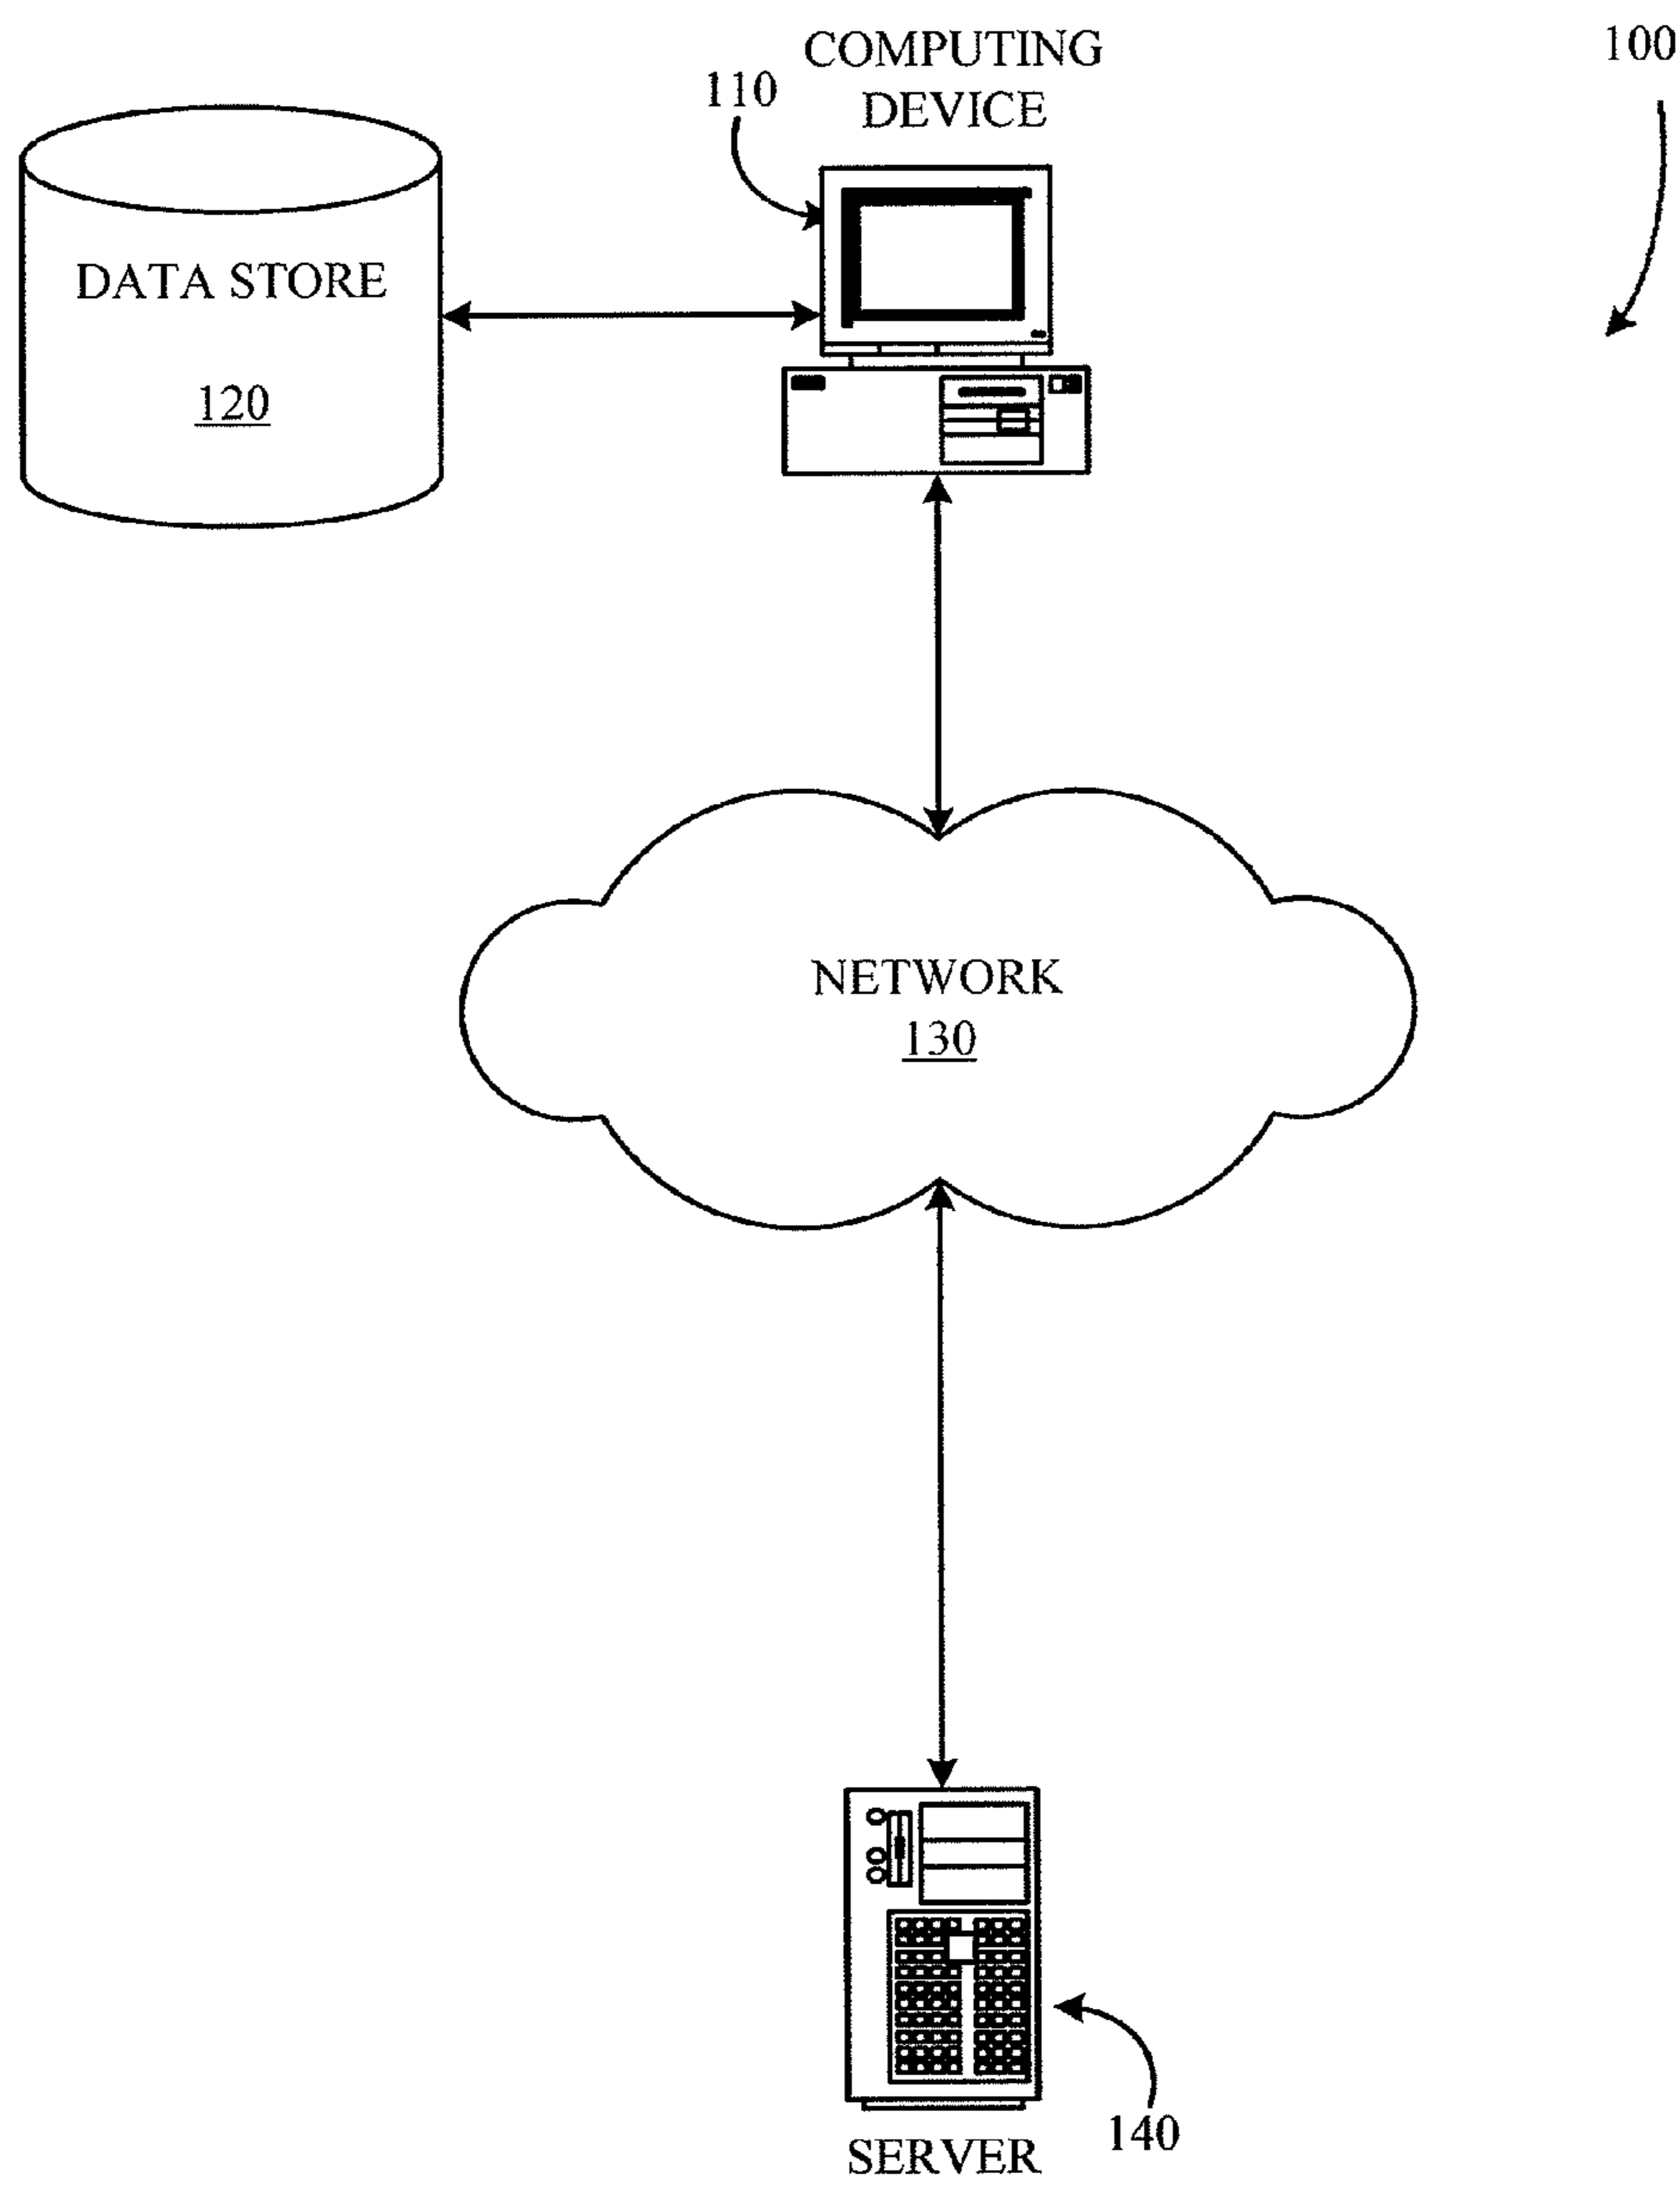 COMPUTING
DEVICE
100
110
DATA STORE
120
NETWORK
130
140
SERVER